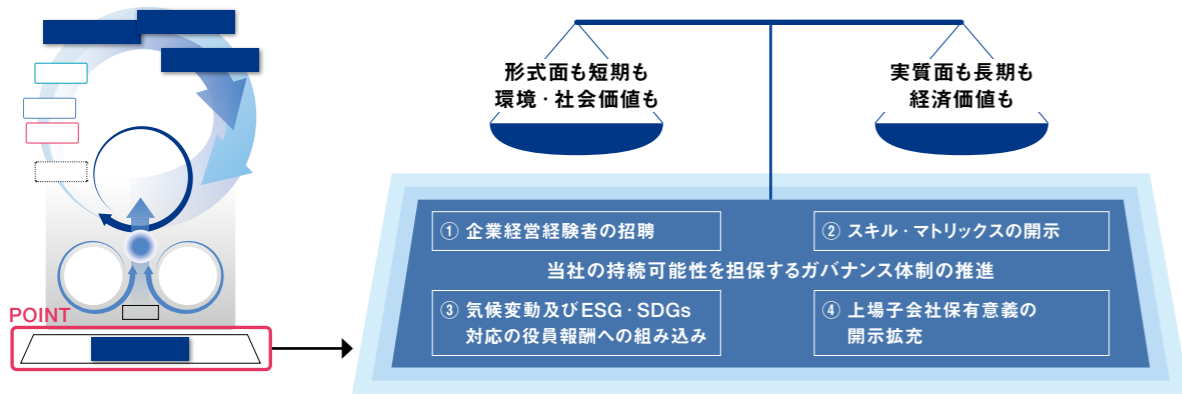 形式面も短期も
環境・社会価値も
実質面も長期も
経済価値も
① 企業経営経験者の招聘
② スキル・マトリックスの開示
当社の持続可能性を担保するガバナンス体制の推進
③ 気候変動及びESG・SDGs
対応の役員報酬への組み込み
④ 上場子会社保有意義の
開示拡充
POINT